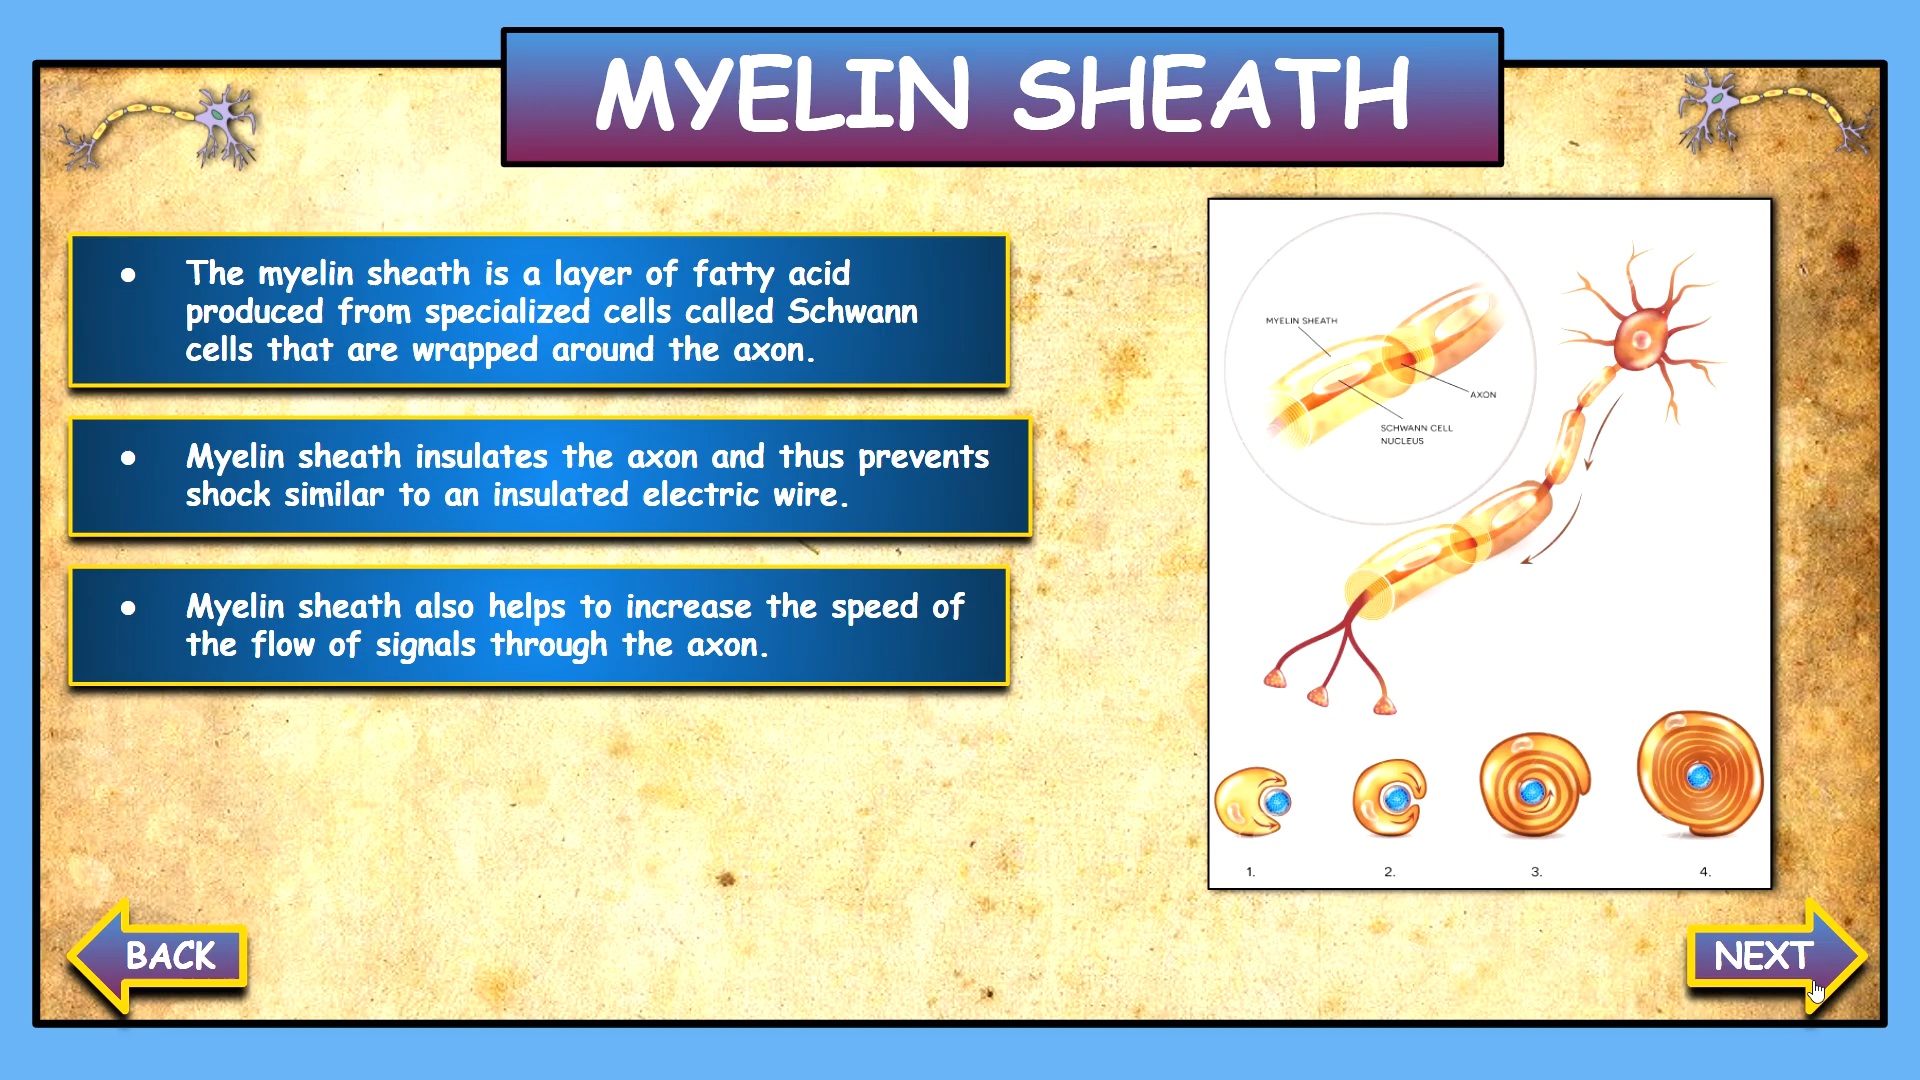 MYELIN SHEATH
● The myelin sheath is a layer of fatty acid
produced from specialized cells called Schwann
cells that are wrapped around the axon.
● Myelin sheath insulates the axon and thus prevents
shock similar to an insulated electric wire.
● Myelin sheath also helps to increase the speed of
the flow of signals through the axon.
MYELIN SHEATH
AXON
SCHWANN CELL
NUCLEUS
1. 2. 3. 4.
BACK
NEXT